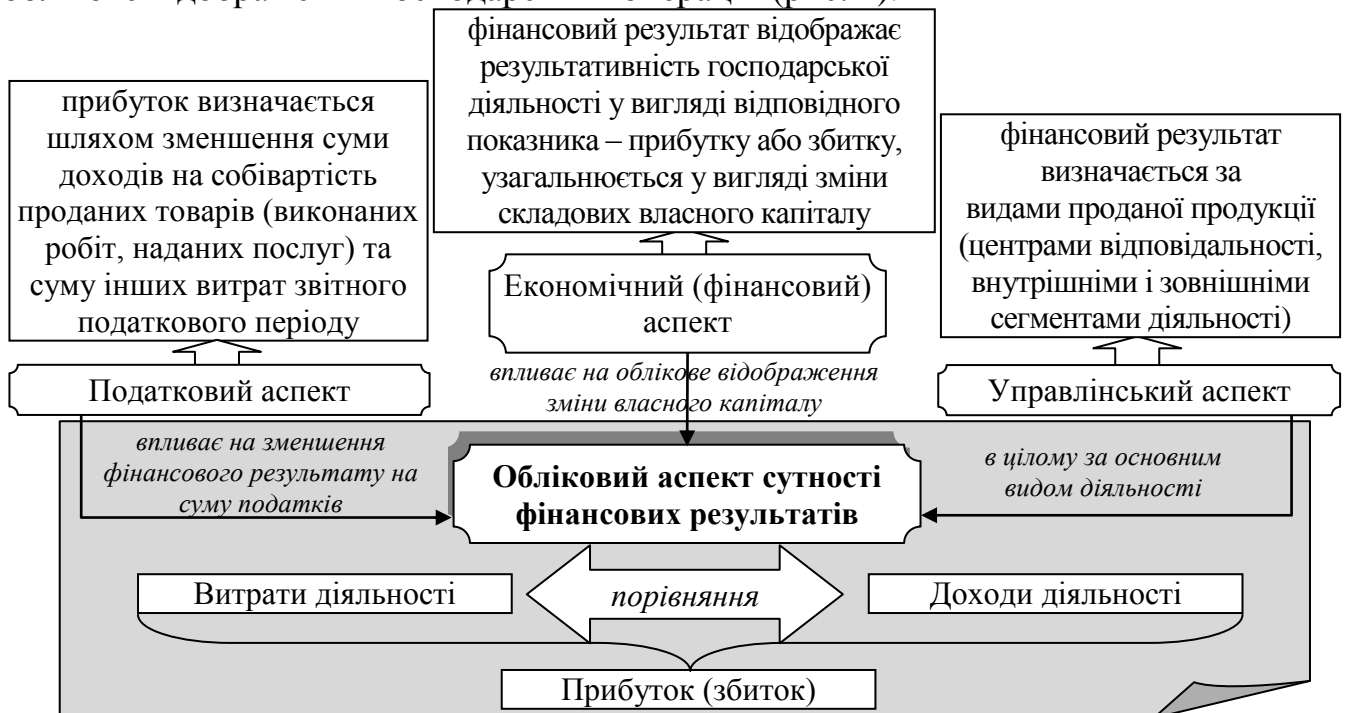 фінансовий результат відображає
результативність господарської
діяльності у вигляді відповідного
показника – прибутку або збитку,
узагальнюється у вигляді зміни
складових власного капіталу
прибуток визначається
шляхом зменшення суми
доходів на собівартість
проданих товарів (виконаних
робіт, наданих послуг) та
суму інших витрат звітного
податкового періоду
фінансовий результат
визначається за
видами проданої продукції
(центрами відповідальності,
внутрішніми і зовнішніми
сегментами діяльності)
Економічний (фінансовий)
аспект
Податковий аспект
впливає на облікове відображення
зміни власного капіталу
Управлінський аспект
впливає на зменшення
фінансового результату на
суму податків
Обліковий аспект сутності
фінансових результатів
в цілому за основним
видом діяльності
Витрати діяльності
порівняння
Доходи діяльності
Прибуток (збиток)